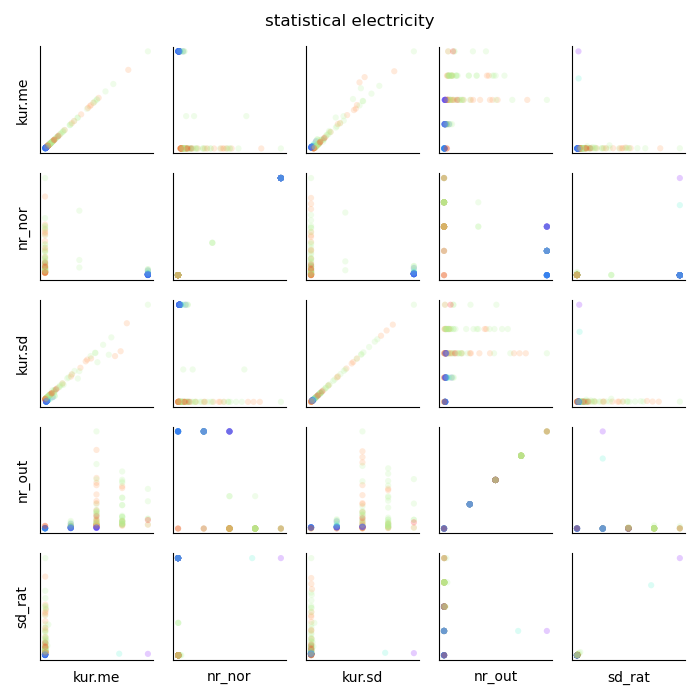 statistical electricity
kur.me
nr_nor
kur.sd
nr_out
sd_rat
kur.me nr_nor kur.sd nr_out sd_rat